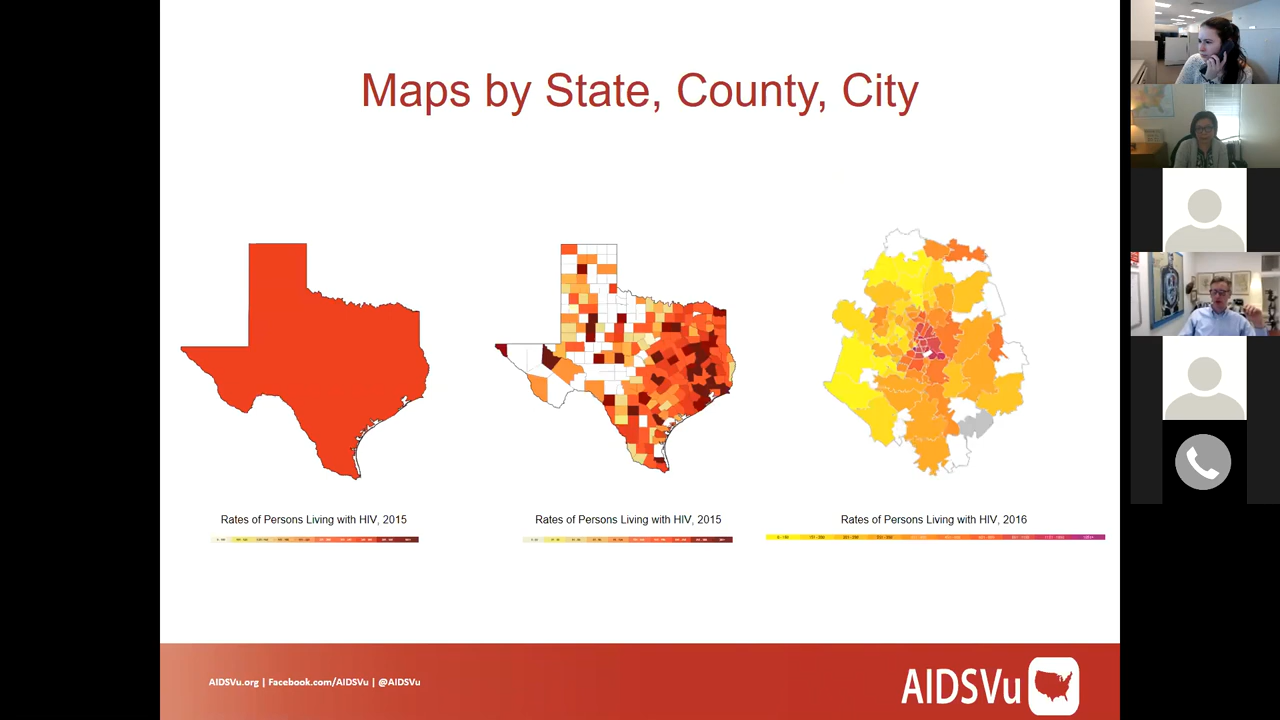 Maps by State, County, City
Rates of Persons Living with HIV, 2015
Rates of Persons Living with HIV, 2015
Rates of Persons Living with HIV, 2016
AIDSVu.org | Facebook.com/AIDSVu | @AIDSVu
AIDSVu